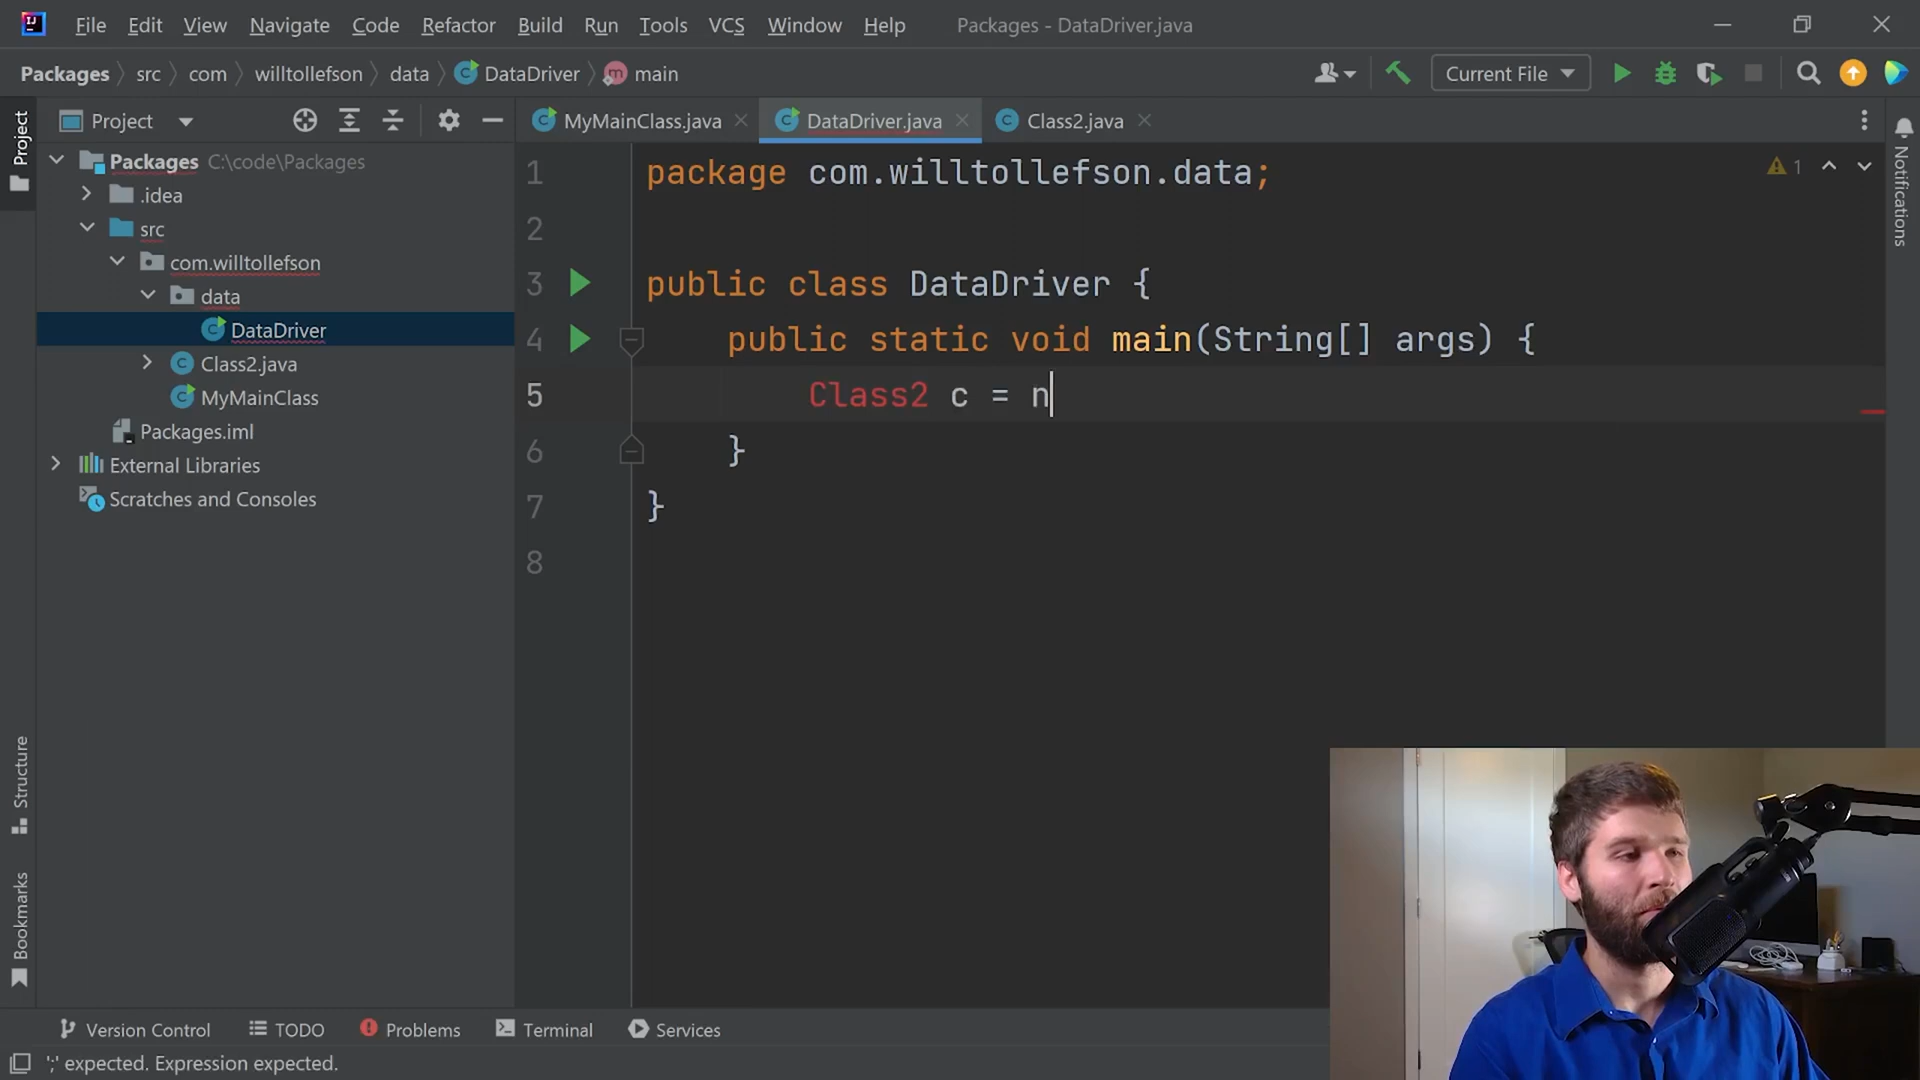 File Edit View Navigate Code Refactor Build Run Tools VCS Window Help Packages - DataDriver.java
Packages src com willtollefson data DataDriver main Current File
Project
MyMainClass.java DataDriver.java Class2.java
Project
Packages C:\code\Packages
.idea
src
com.willtollefson
data
DataDriver
Class2.java
MyMainClass
Packages.iml
External Libraries
Scratches and Consoles
1 package com.willtollefson.data;
2
3 public class DataDriver {
4 public static void main(String[] args) {
5 Class2 c = n
6 }
7 }
8
1
Notifications
Structure
Bookmarks
Version Control TODO Problems Terminal Services
';' expected. Expression expected.